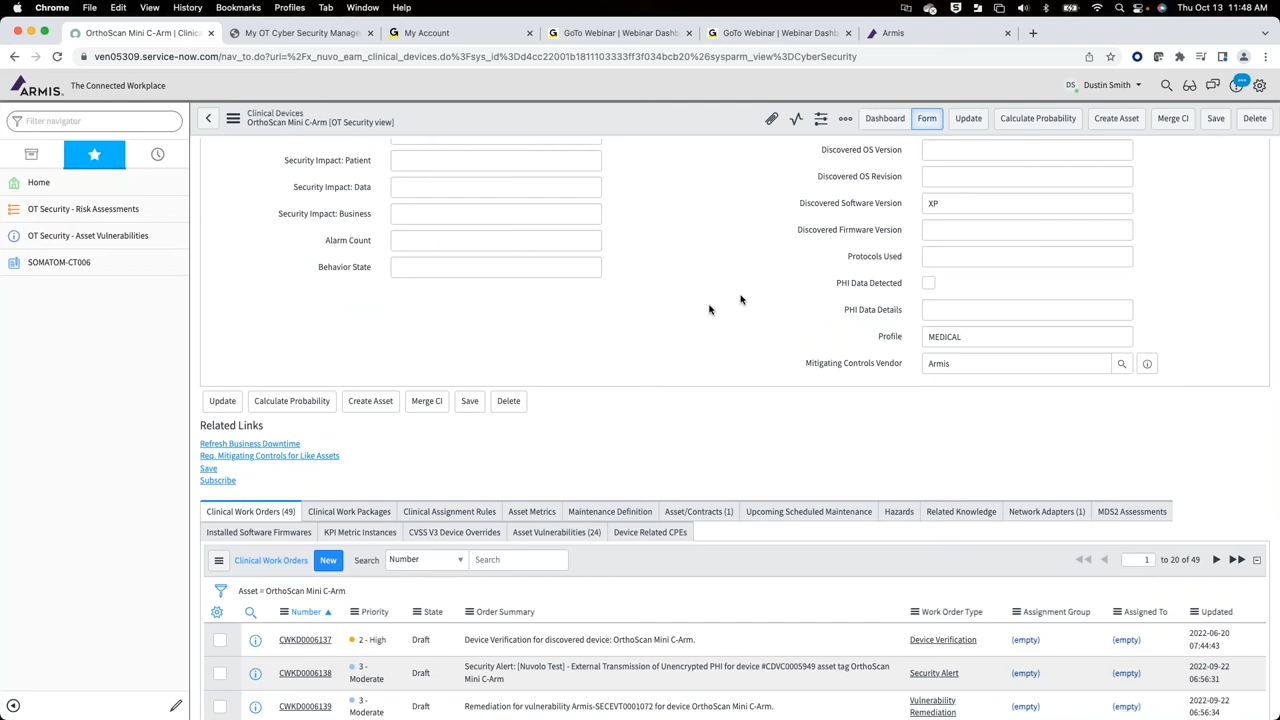 Chrome File Edit View History Bookmarks Profiles Tab Window Help Thu Oct 13 11:48 AM
OrthoScan Mini C-Arm | Clinical My OT Cyber Security Manage My Account GoTo Webinar Dashb GoTo Webinar Dashb Armis
ven05309.service-now.com/nav_to.do?uri=%2Fx_nuvo_eam_clinical_devices.do%3Fsys_id%3Dd4cc22001b1811103333ff3f034bcb20%26sysparm_view%3DCyberSecurity
ARMIS. The Connected Workplace DS Dustin Smith
Filter navigator
Home
OT Security - Risk Assessments
OT Security - Asset Vulnerabilities
SOMATOM-CT006
Clinical Devices
OrthoScan Mini C-Arm [OT Security view]
Dashboard Form Update Calculate Probability Create Asset Merge CI Save Delete
Security Impact: Patient
Security Impact: Data
Security Impact: Business
Alarm Count
Behavior State
Discovered OS Version
Discovered OS Revision
Discovered Software Version XP
Discovered Firmware Version
Protocols Used
PHI Data Detected
PHI Data Details
Profile MEDICAL
Mitigating Controls Vendor Armis
Update Calculate Probability Create Asset Merge CI Save Delete
Related Links
Refresh Business Downtime
Req. Mitigating Controls for Like Assets
Save
Subscribe
Clinical Work Orders (49) Clinical Work Packages Clinical Assignment Rules Asset Metrics Maintenance Definition Asset/Contracts (1) Upcoming Scheduled Maintenance Hazards Related Knowledge Network Adapters (1) MDS2 Assessments
Installed Software Firmwares KPI Metric Instances CVSS V3 Device Overrides Asset Vulnerabilities (24) Device Related CPEs
Clinical Work Orders New Search Number Search 1 to 20 of 49
Asset = OrthoScan Mini C-Arm
Number Priority State Order Summary Work Order Type Assignment Group Assigned To Updated
CWKD0006137 2 - High Draft Device Verification for discovered device: OrthoScan Mini C-Arm. Device Verification (empty) (empty) 2022-06-20
07:44:43
CWKD0006138 3 -
Moderate Draft Security Alert: [Nuvolo Test] - External Transmission of Unencrypted PHI for device #CDVC0005949 asset tag OrthoScan
Mini C-Arm Security Alert (empty) (empty) 2022-09-22
06:56:31
CWKD0006139 3 -
Moderate Draft Remediation for vulnerability Armis-SECEVT0001072 for device OrthoScan Mini C-Arm. Vulnerability
Remediation (empty) (empty) 2022-09-22
06:56:34